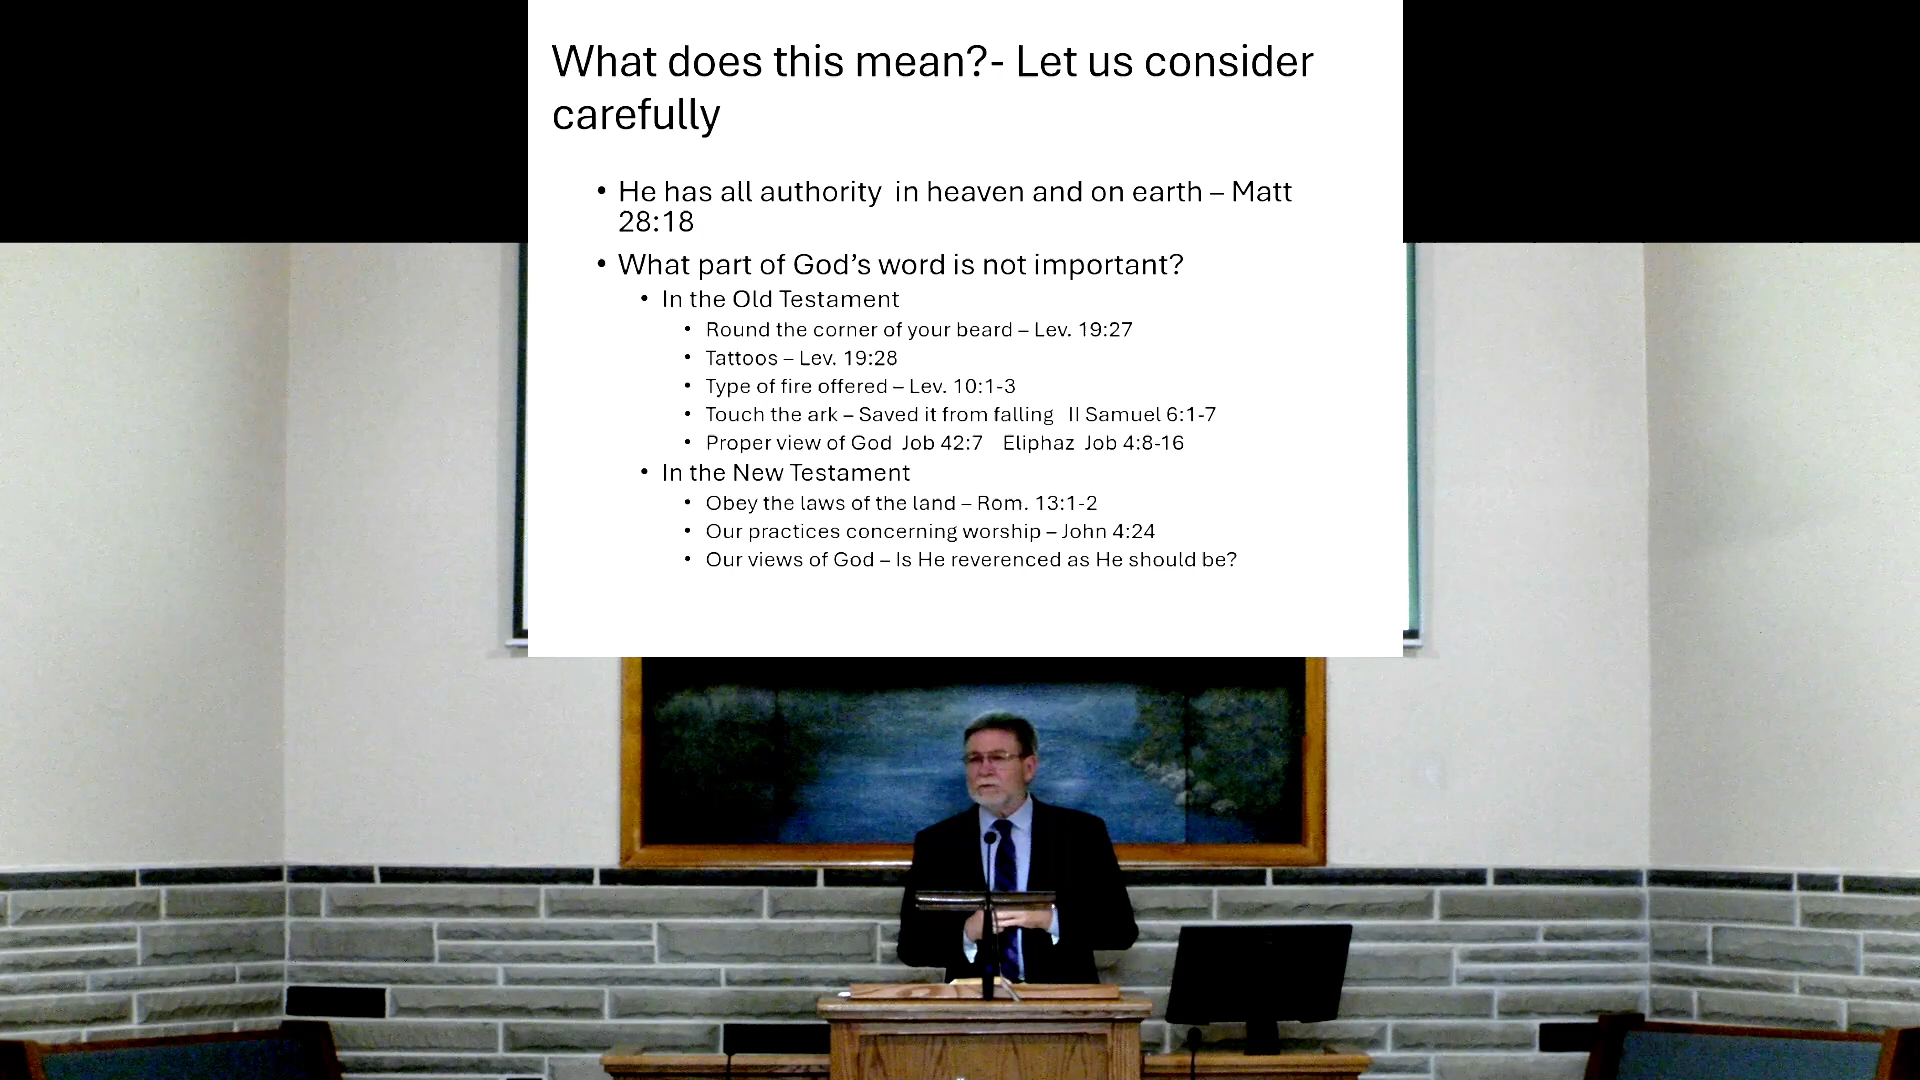 What does this mean?- Let us consider
carefully
• He has all authority  in heaven and on earth – Matt
28:18
• What part of God’s word is not important?
• In the Old Testament
• Round the corner of your beard – Lev. 19:27
• Tattoos – Lev. 19:28
• Type of fire offered – Lev. 10:1-3
• Touch the ark – Saved it from falling   II Samuel 6:1-7
• Proper view of God  Job 42:7    Eliphaz  Job 4:8-16
• In the New Testament
• Obey the laws of the land – Rom. 13:1-2
• Our practices concerning worship – John 4:24
• Our views of God – Is He reverenced as He should be?